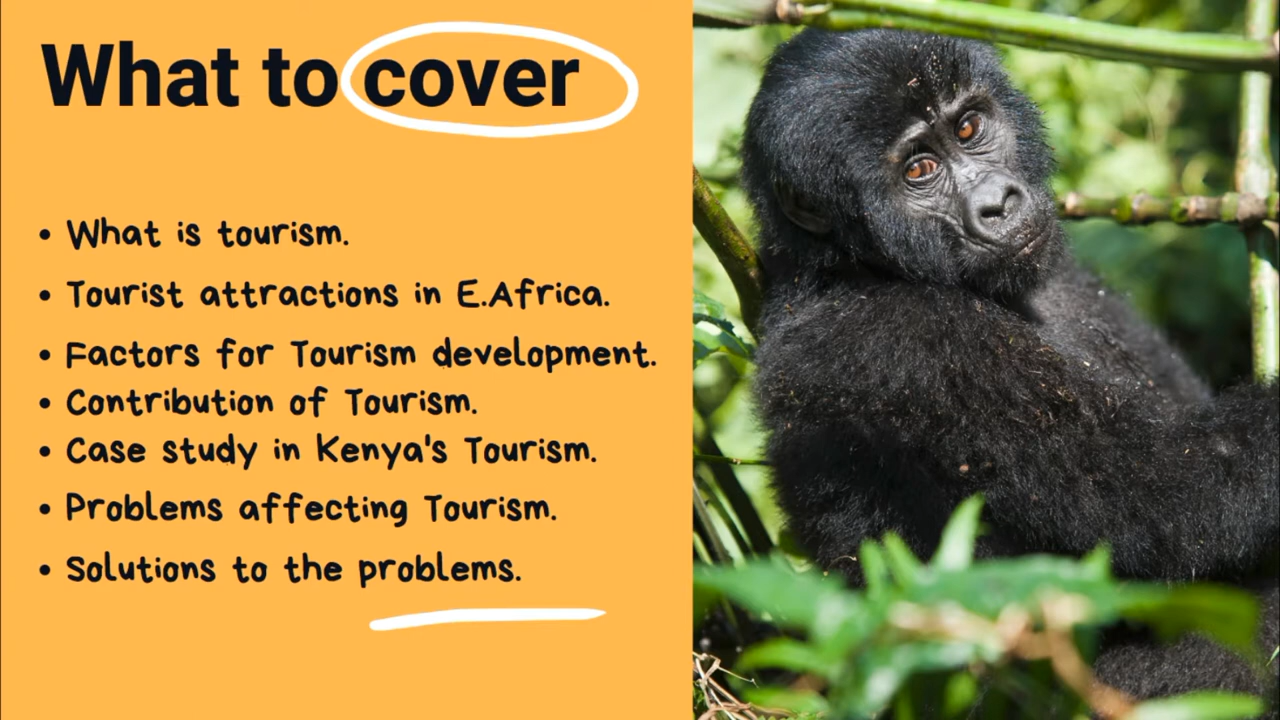 What to cover
• What is tourism.
• Tourist attractions in E.Africa.
• Factors for Tourism development.
• Contribution of Tourism.
• Case study in Kenya's Tourism.
• Problems affecting Tourism.
• Solutions to the problems.